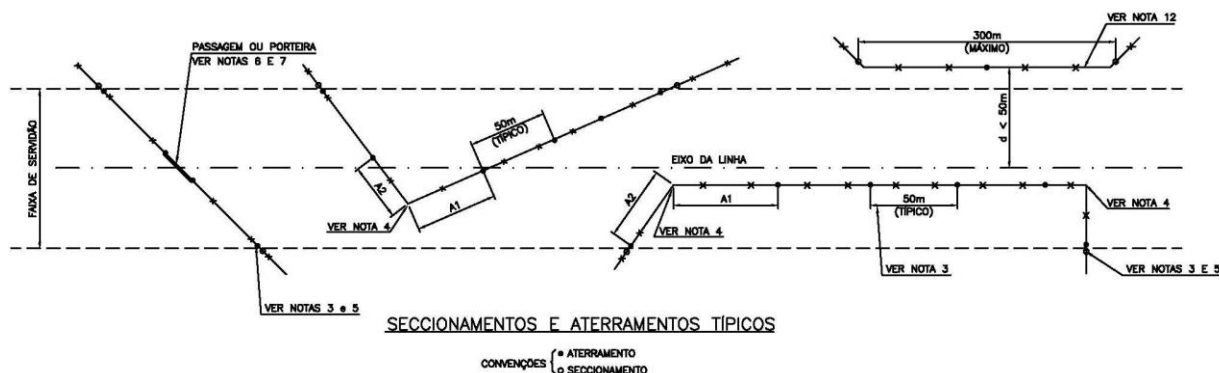 PASSAGEM OU PORTEIRA
VER NOTAS 6 E 7
VER NOTA 12
300m
(MÁXIMO)
50m
(TÍPICO)
d < 50m
FAIXA DE SERVIDÃO
EIXO DA LINHA
A2
A1
A2
A1
50m
(TÍPICO)
VER NOTA 4
VER NOTA 4
VER NOTA 4
VER NOTA 3
VER NOTAS 3 E 5
VER NOTAS 3 e 5
SECCIONAMENTOS E ATERRAMENTOS TÍPICOS
CONVENÇÕES
ATERRAMENTO
SECCIONAMENTO